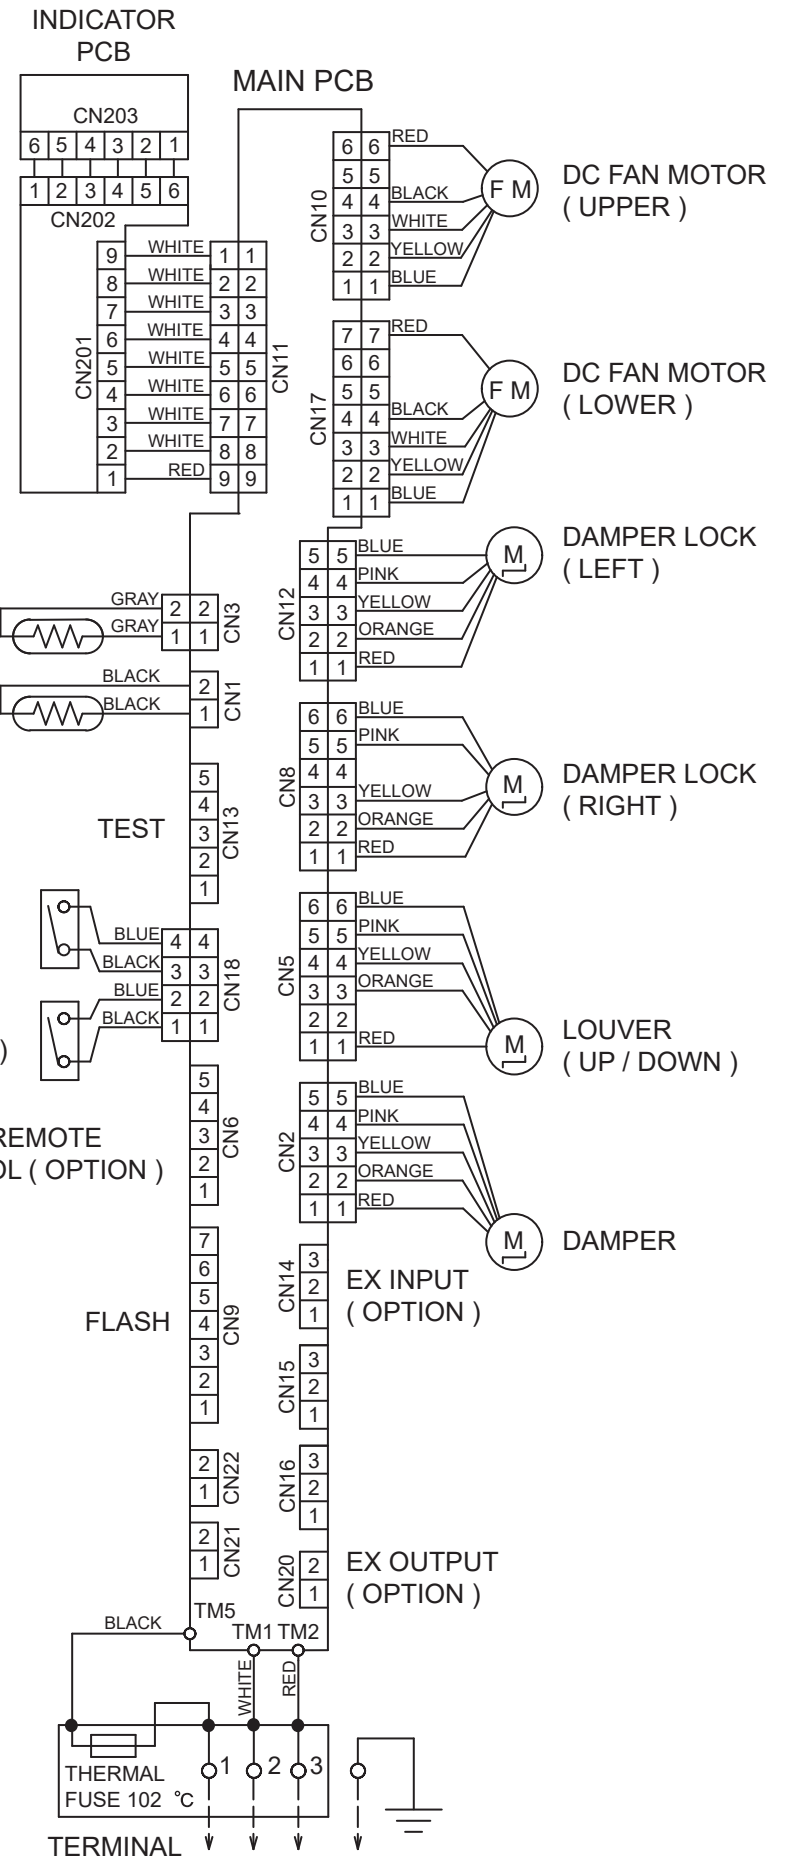 INDICATOR
PCB
MAIN PCB
CN203
6 5 4 3 2 1
1 2 3 4 5 6
CN202
CN201
9 WHITE 1 1
8 WHITE 2 2
7 WHITE 3 3
6 WHITE 4 4
5 WHITE 5 5
4 WHITE 6 6
3 WHITE 7 7
2 WHITE 8 8
1 RED 9 9
CN11
CN10
6 6 RED
5 5
4 4 BLACK
3 3 WHITE
2 2 YELLOW
1 1 BLUE
F M
DC FAN MOTOR
( UPPER )
CN17
7 7 RED
6 6
5 5
4 4 BLACK
3 3 WHITE
2 2 YELLOW
1 1 BLUE
F M
DC FAN MOTOR
( LOWER )
CN12
5 5 BLUE
4 4 PINK
3 3 YELLOW
2 2 ORANGE
1 1 RED
M
DAMPER LOCK
( LEFT )
GRAY 2 2
GRAY 1 1
CN3
BLACK 2
BLACK 1
CN1
CN8
6 6 BLUE
5 5 PINK
4 4
3 3 YELLOW
2 2 ORANGE
1 1 RED
M
DAMPER LOCK
( RIGHT )
TEST
5
4
3
2
1
CN13
BLUE 4 4
BLACK 3 3
BLUE 2 2
BLACK 1 1
CN18
)
CN5
6 6 BLUE
5 5 PINK
4 4 YELLOW
3 3 ORANGE
2 2
1 1 RED
M
LOUVER
( UP / DOWN )
REMOTE
OL ( OPTION )
5
4
3
2
1
CN6
CN2
5 5 BLUE
4 4 PINK
3 3 YELLOW
2 2 ORANGE
1 1 RED
M
DAMPER
FLASH
7
6
5
4
3
2
1
CN9
CN14
3
2
1
EX INPUT
( OPTION )
CN15
3
2
1
CN16
3
2
1
2
1
CN22
2
1
CN21
CN20
2
1
EX OUTPUT
( OPTION )
BLACK
TM5
TM1 TM2
WHITE
RED
THERMAL
FUSE 102 °C
1 2 3
TERMINAL